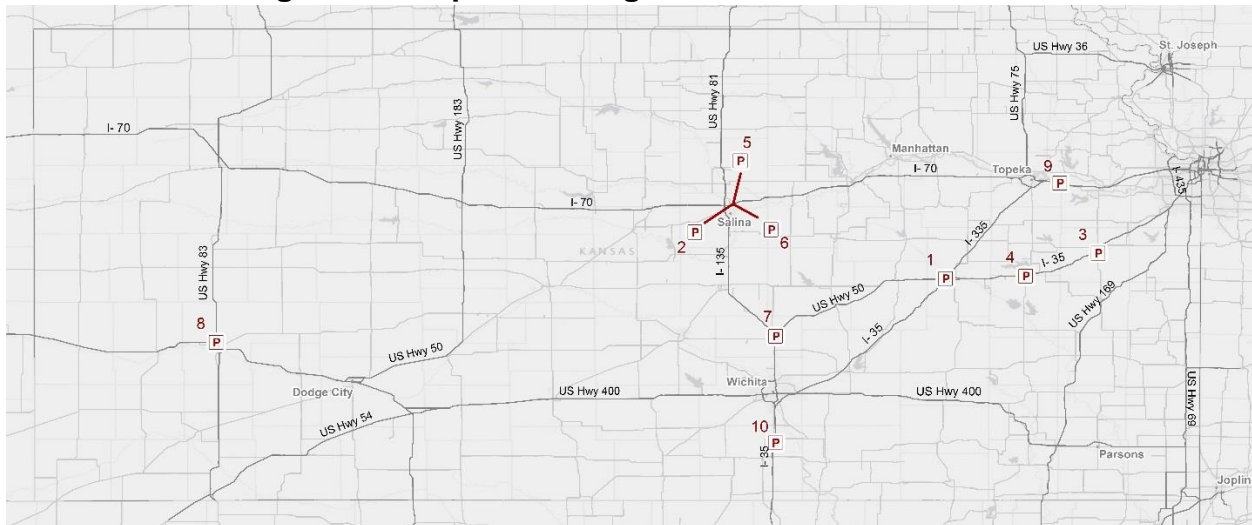 US Hwy 36
St. Joseph
US Hwy 75
US Hwy 81
US Hwy 183
I- 70
5
P
Manhattan
I- 70
Topeka
9
P
I-435
I- 70
Salina
2
P
6
P
KANSAS
I- 135
I-335
3
P
1
P
4
P
I- 35
US Hwy 83
US Hwy 50
US Hwy 169
8
P
7
P
I-35
US Hwy 50
Dodge City
Wichita
US Hwy 400
US Hwy 400
US Hwy 54
US Hwy 69
10
P
I-35
Parsons
Joplin